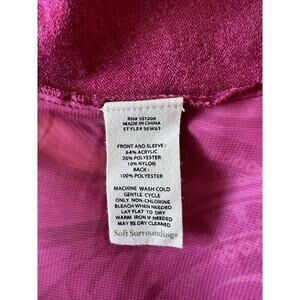 RN# 101206
MADE IN CHINA
STYLE# 5EW63
FRONT AND SLEEVE :
64% ACRYLIC
26% POLYESTER
10% NYLON
BACK :
100% POLYESTER
MACHINE WASH COLD
GENTLE CYCLE
ONLY NON-CHLORINE
BLEACH WHEN NEEDED
LAY FLAT TO DRY
WARM IRON IF NEEDED
MAY BE DRY CLEANED
Soft Surroundings